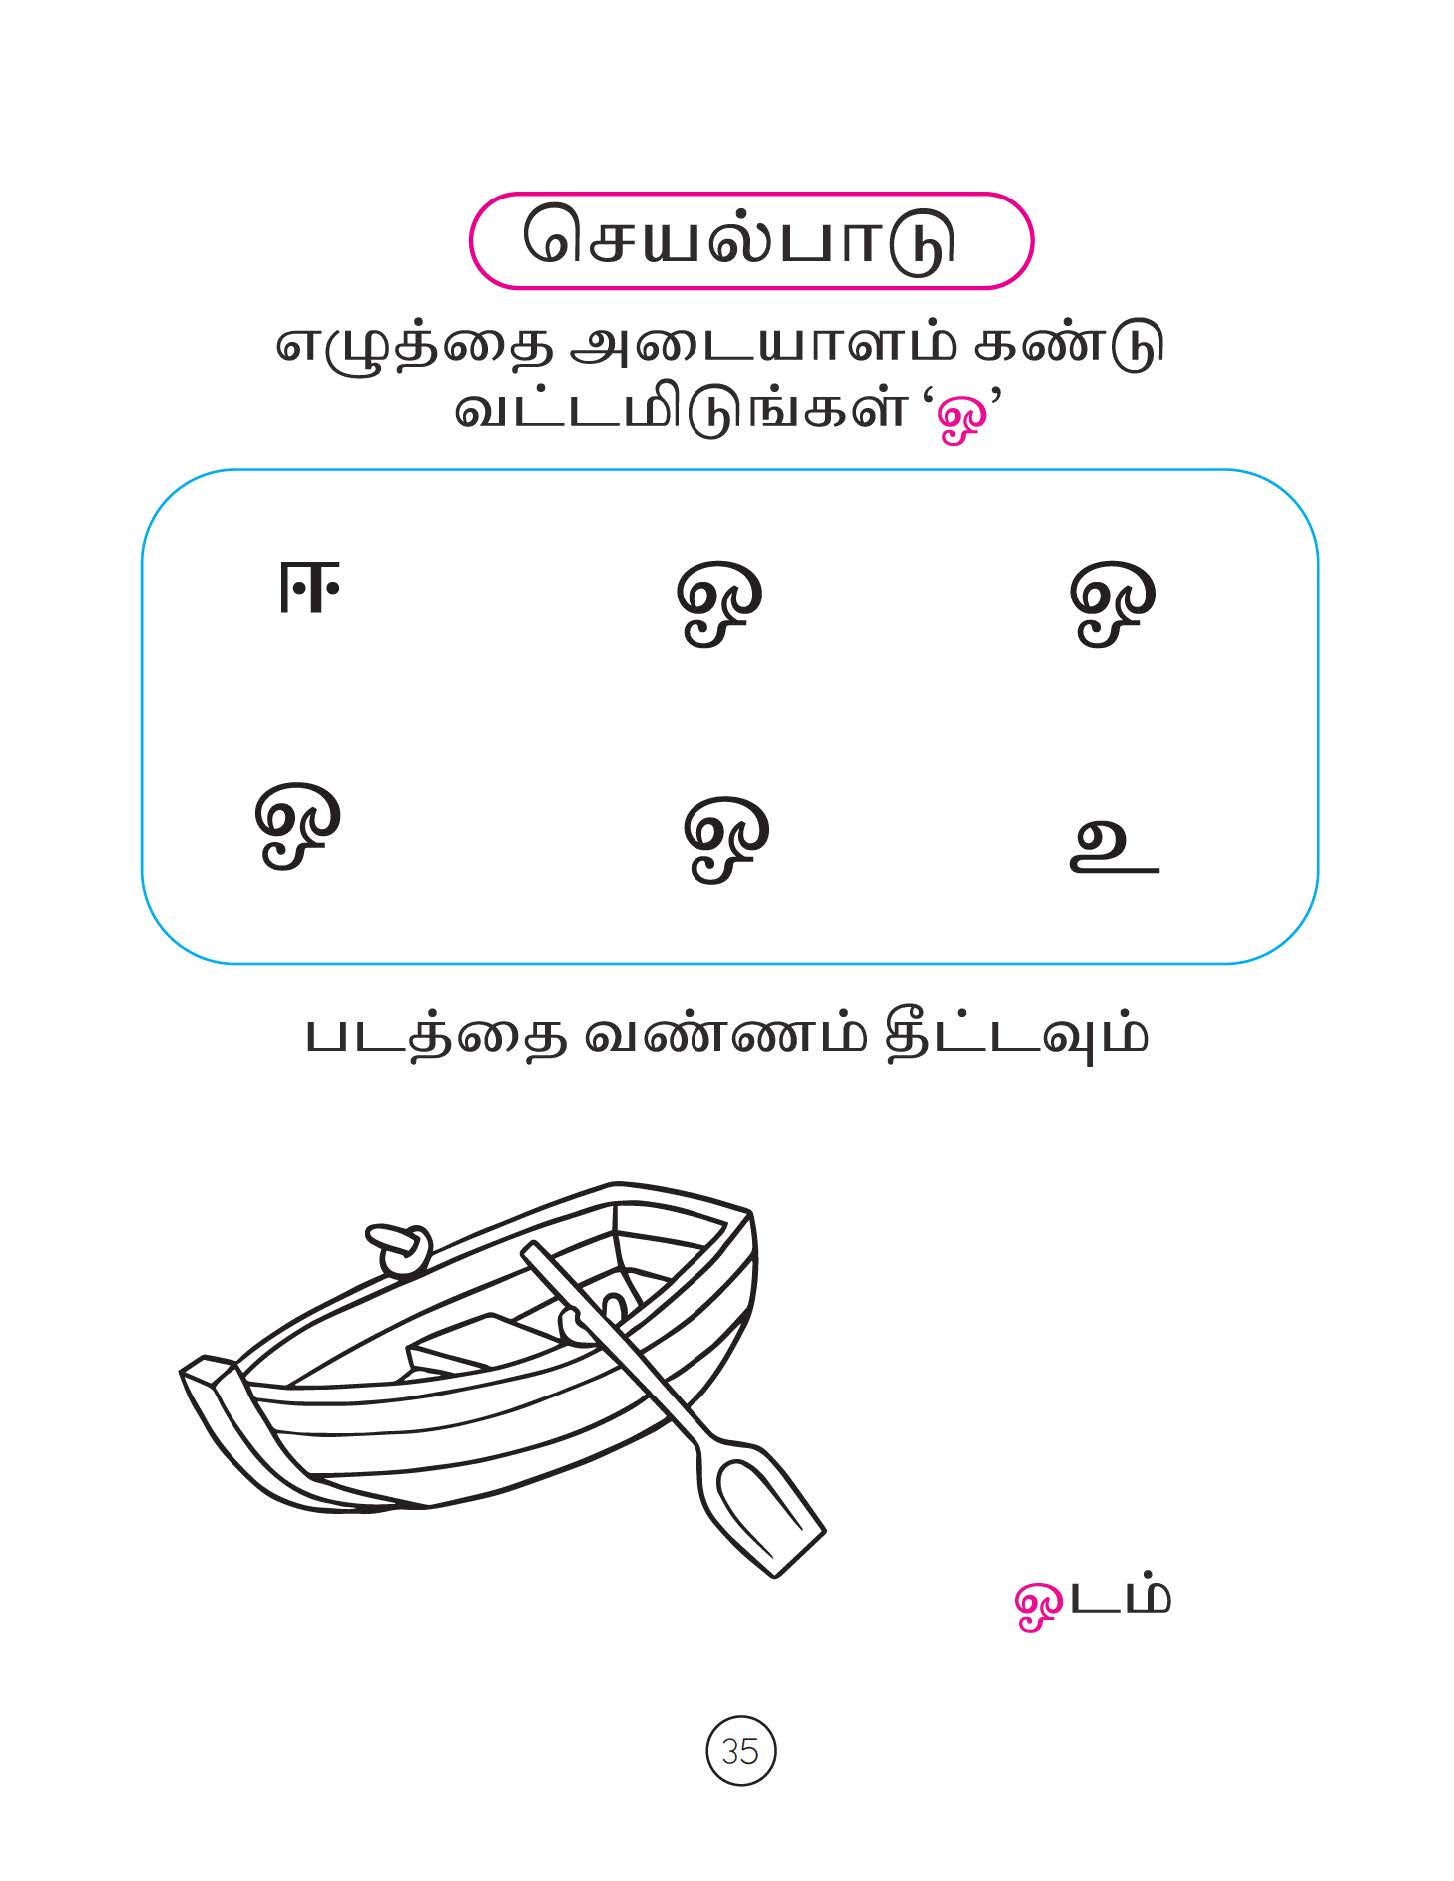 செயல்பாடு
எழுத்தை அடையாளம் கண்டு
வட்டமிடுங்கள் ‘ஓ’
ஈ ஓ ஓ
ஓ ஓ உ
படத்தை வண்ணம் தீட்டவும்
ஓடம்
35